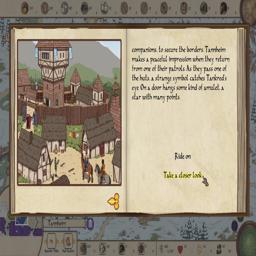 companions. to secure the borders. Tannheim
makes a peaceful impression when they return
from one of their patrols. As they pass one of
the huts, a strange symbol catches Tankred's
eye. On a door hangs some kind of amulet, a
star with many points.
Ride on
Take a closer look
Tannheim